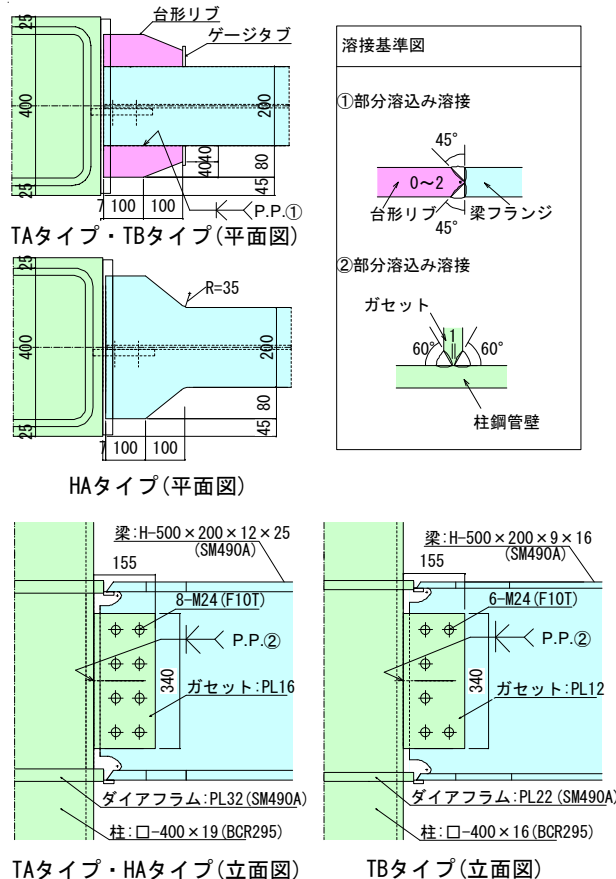 台形リブ
ゲージタブ
25
400
25
200
40
40
80
45
7
100
100
P.P.①
TAタイプ・TBタイプ(平面図)
溶接基準図
①部分溶込み溶接
45°
0〜2
台形リブ
梁フランジ
45°
②部分溶込み溶接
ガセット
1
60°
60°
柱鋼管壁
25
400
25
R=35
200
80
45
7
100
100
HAタイプ(平面図)
梁:H-500×200×12×25
(SM490A)
155
8-M24(F10T)
P.P.②
340
ガセット:PL16
ダイアフラム:PL32(SM490A)
柱:□-400×19(BCR295)
TAタイプ・HAタイプ(立面図)
梁:H-500×200×9×16
(SM490A)
155
6-M24(F10T)
P.P.②
340
ガセット:PL12
ダイアフラム:PL22(SM490A)
柱:□-400×16(BCR295)
TBタイプ(立面図)